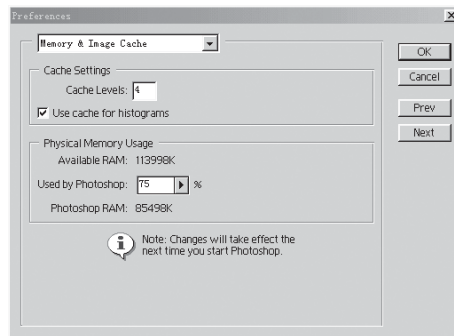 Preferences
Memory & Image Cache
OK
Cancel
Prev
Next
Cache Settings
Cache Levels: 4
Use cache for histograms
Physical Memory Usage
Available RAM: 113998K
Used by Photoshop: 75 %
Photoshop RAM: 85498K
Note: Changes will take effect the
next time you start Photoshop.